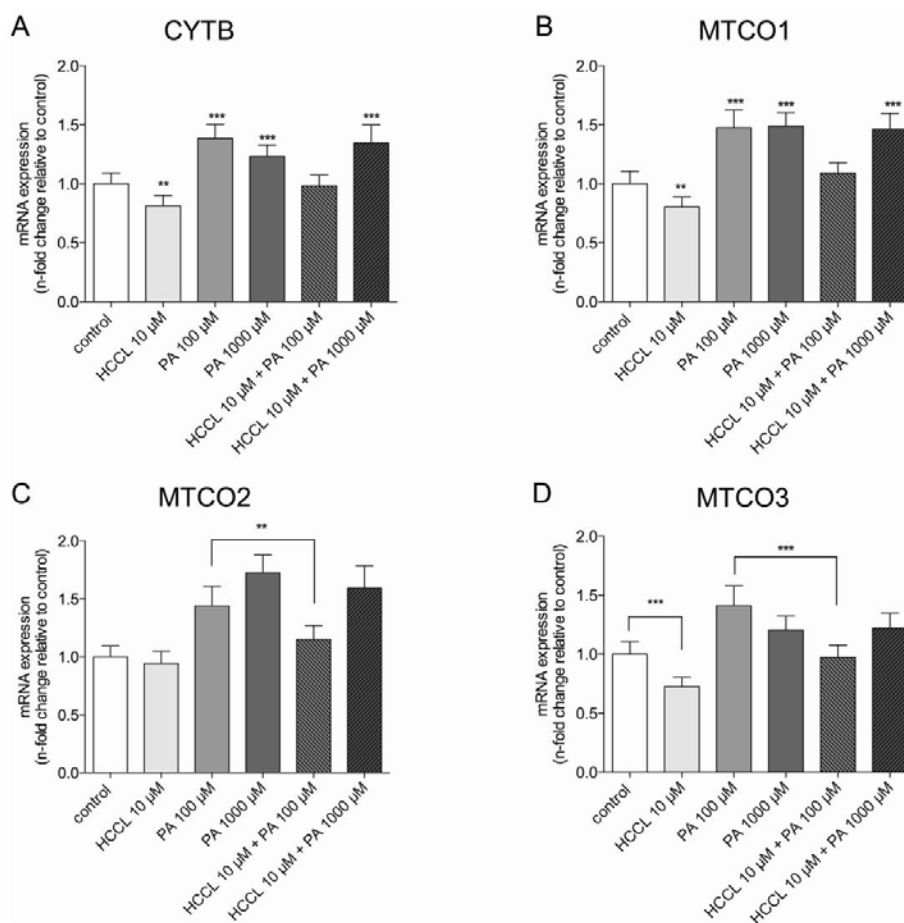 A
CYTB
mRNA expression
(n-fold change relative to control)
2.0
1.5
1.0
0.5
0.0
**
***
***
***
control
HCCL 10 µM
PA 100 µM
PA 1000 µM
HCCL 10 µM + PA 100 µM
HCCL 10 µM + PA 1000 µM
B
MTCO1
mRNA expression
(n-fold change relative to control)
2.0
1.5
1.0
0.5
0.0
**
***
***
***
control
HCCL 10 µM
PA 100 µM
PA 1000 µM
HCCL 10 µM + PA 100 µM
HCCL 10 µM + PA 1000 µM
C
MTCO2
mRNA expression
(n-fold change relative to control)
2.0
1.5
1.0
0.5
0.0
**
control
HCCL 10 µM
PA 100 µM
PA 1000 µM
HCCL 10 µM + PA 100 µM
HCCL 10 µM + PA 1000 µM
D
MTCO3
mRNA expression
(n-fold change relative to control)
2.0
1.5
1.0
0.5
0.0
***
***
control
HCCL 10 µM
PA 100 µM
PA 1000 µM
HCCL 10 µM + PA 100 µM
HCCL 10 µM + PA 1000 µM